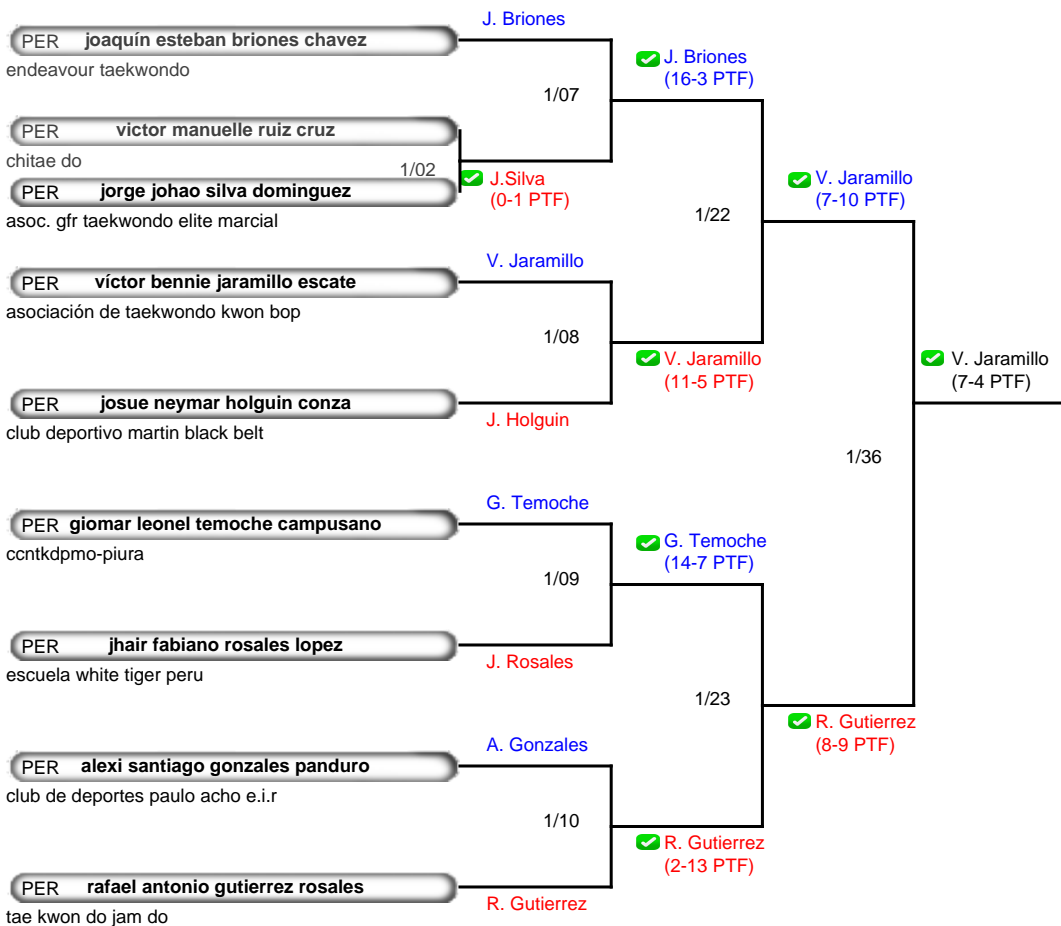 J. Briones
PER joaquín esteban briones chavez
endeavour taekwondo
J. Briones
(16-3 PTF)
1/07
PER victor manuelle ruiz cruz
chitae do
1/02
J.Silva
(0-1 PTF)
PER jorge johao silva dominguez
asoc. gfr taekwondo elite marcial
V. Jaramillo
(7-10 PTF)
1/22
V. Jaramillo
PER víctor bennie jaramillo escate
asociación de taekwondo kwon bop
1/08
V. Jaramillo
(11-5 PTF)
V. Jaramillo
(7-4 PTF)
PER josue neymar holguin conza
club deportivo martin black belt
J. Holguin
1/36
G. Temoche
PER giomar leonel temoche campusano
ccntkdpmo-piura
G. Temoche
(14-7 PTF)
1/09
PER jhair fabiano rosales lopez
escuela white tiger peru
J. Rosales
1/23
R. Gutierrez
(8-9 PTF)
A. Gonzales
PER alexi santiago gonzales panduro
club de deportes paulo acho e.i.r
1/10
R. Gutierrez
(2-13 PTF)
PER rafael antonio gutierrez rosales
tae kwon do jam do
R. Gutierrez